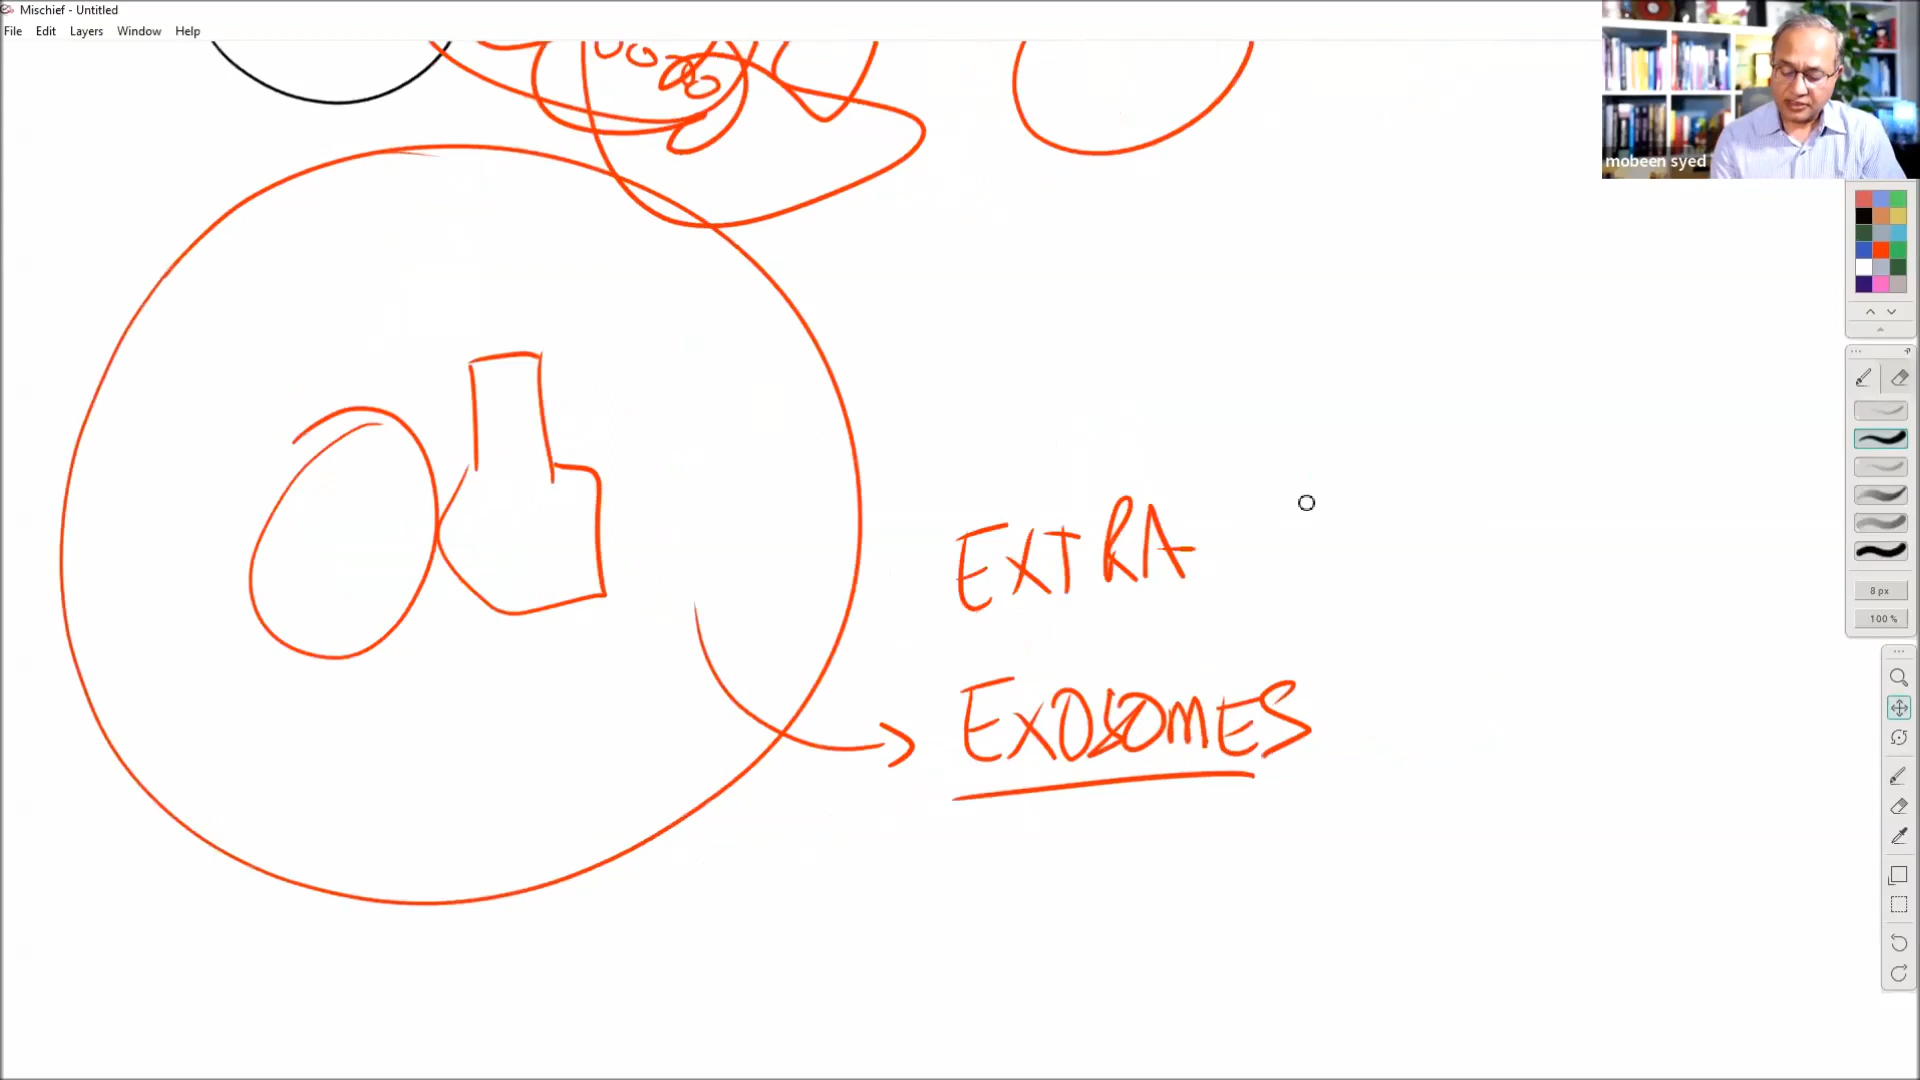 Mischief - Untitled
File Edit Layers Window Help
mobeen syed
EXTRA
EXOSOMES
8 px
100 %